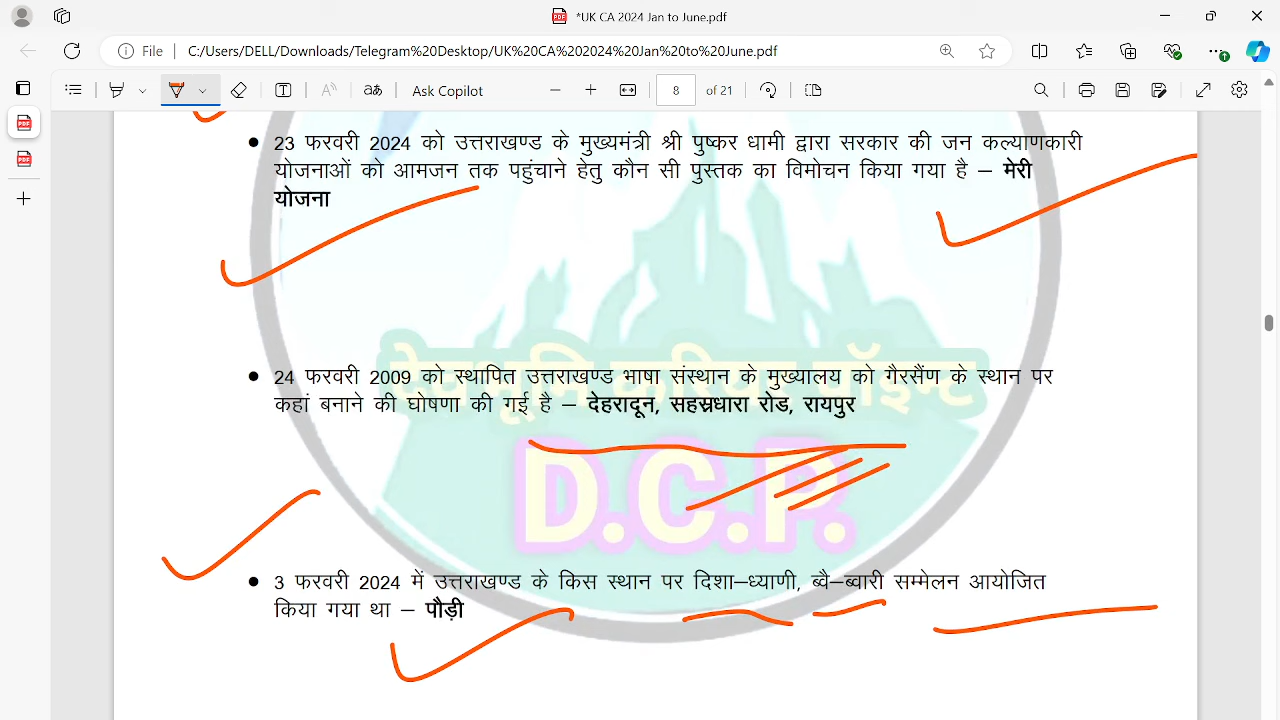 *UK CA 2024 Jan to June.pdf
File
C:/Users/DELL/Downloads/Telegram%20Desktop/UK%20CA%202024%20Jan%20to%20June.pdf
Ask Copilot
8 of 21
23 फरवरी 2024 को उत्तराखण्ड के मुख्यमंत्री श्री पुष्कर धामी द्वारा सरकार की जन कल्याणकारी
योजनाओं को आमजन तक पहुंचाने हेतु कौन सी पुस्तक का विमोचन किया गया है – मेरी
योजना
24 फरवरी 2009 को स्थापित उत्तराखण्ड भाषा संस्थान के मुख्यालय को गैरसैंण के स्थान पर
कहां बनाने की घोषणा की गई है – देहरादून, सहस्रधारा रोड, रायपुर
D.C.P.
3 फरवरी 2024 में उत्तराखण्ड के किस स्थान पर दिशा–ध्याणी, ब्वै–ब्वारी सम्मेलन आयोजित
किया गया था – पौड़ी